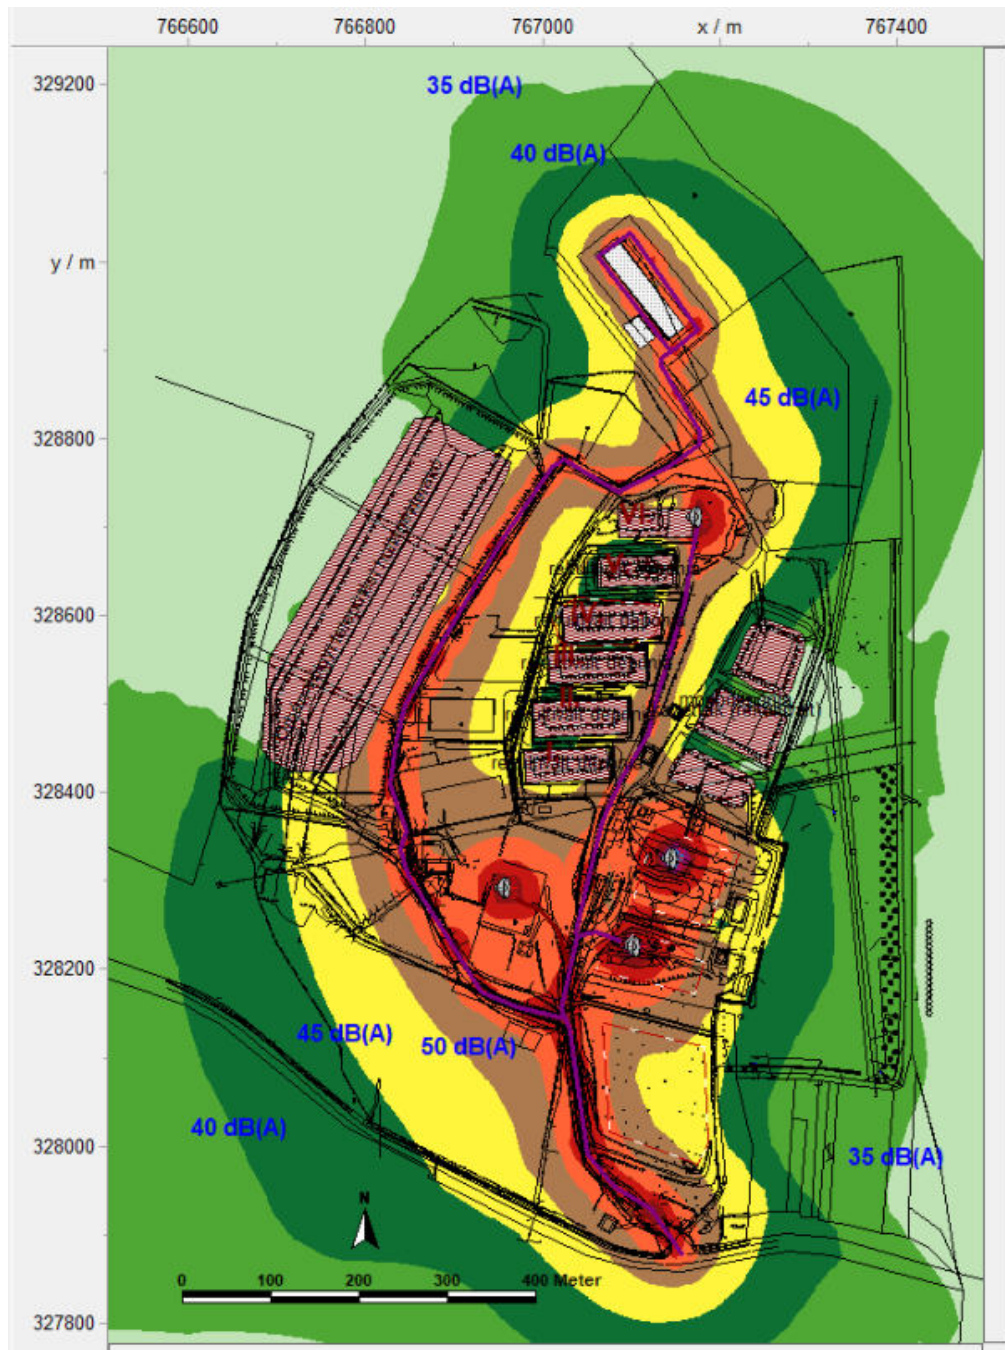 766600 766800 767000 x / m 767400
329200
35 dB(A)
40 dB(A)
y / m
45 dB(A)
328800
VI.
V.
328600
IV.
III.
II.
I.
328400
328200
45 dB(A)
50 dB(A)
40 dB(A)
328000
35 dB(A)
N
0 100 200 300 400 Meter
327800